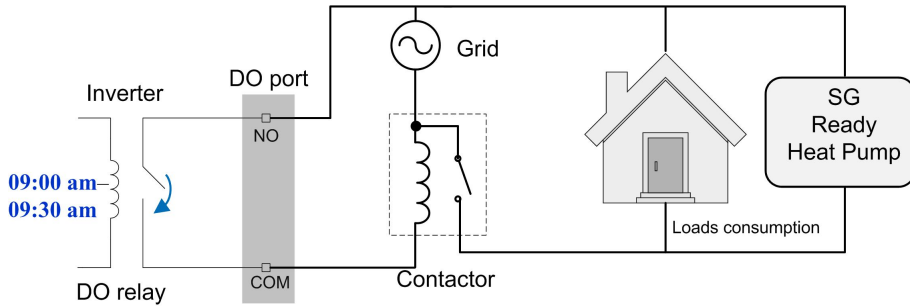 Grid
DO port
Inverter
NO
SG
Ready
Heat Pump
09:00 am
09:30 am
Loads consumption
COM
Contactor
DO relay